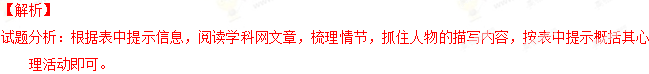 【解析】
试题分析：根据表中提示信息，阅读学科网文章，梳理情节，抓住人物的描写内容，按表中提示概括其心
理活动即可。